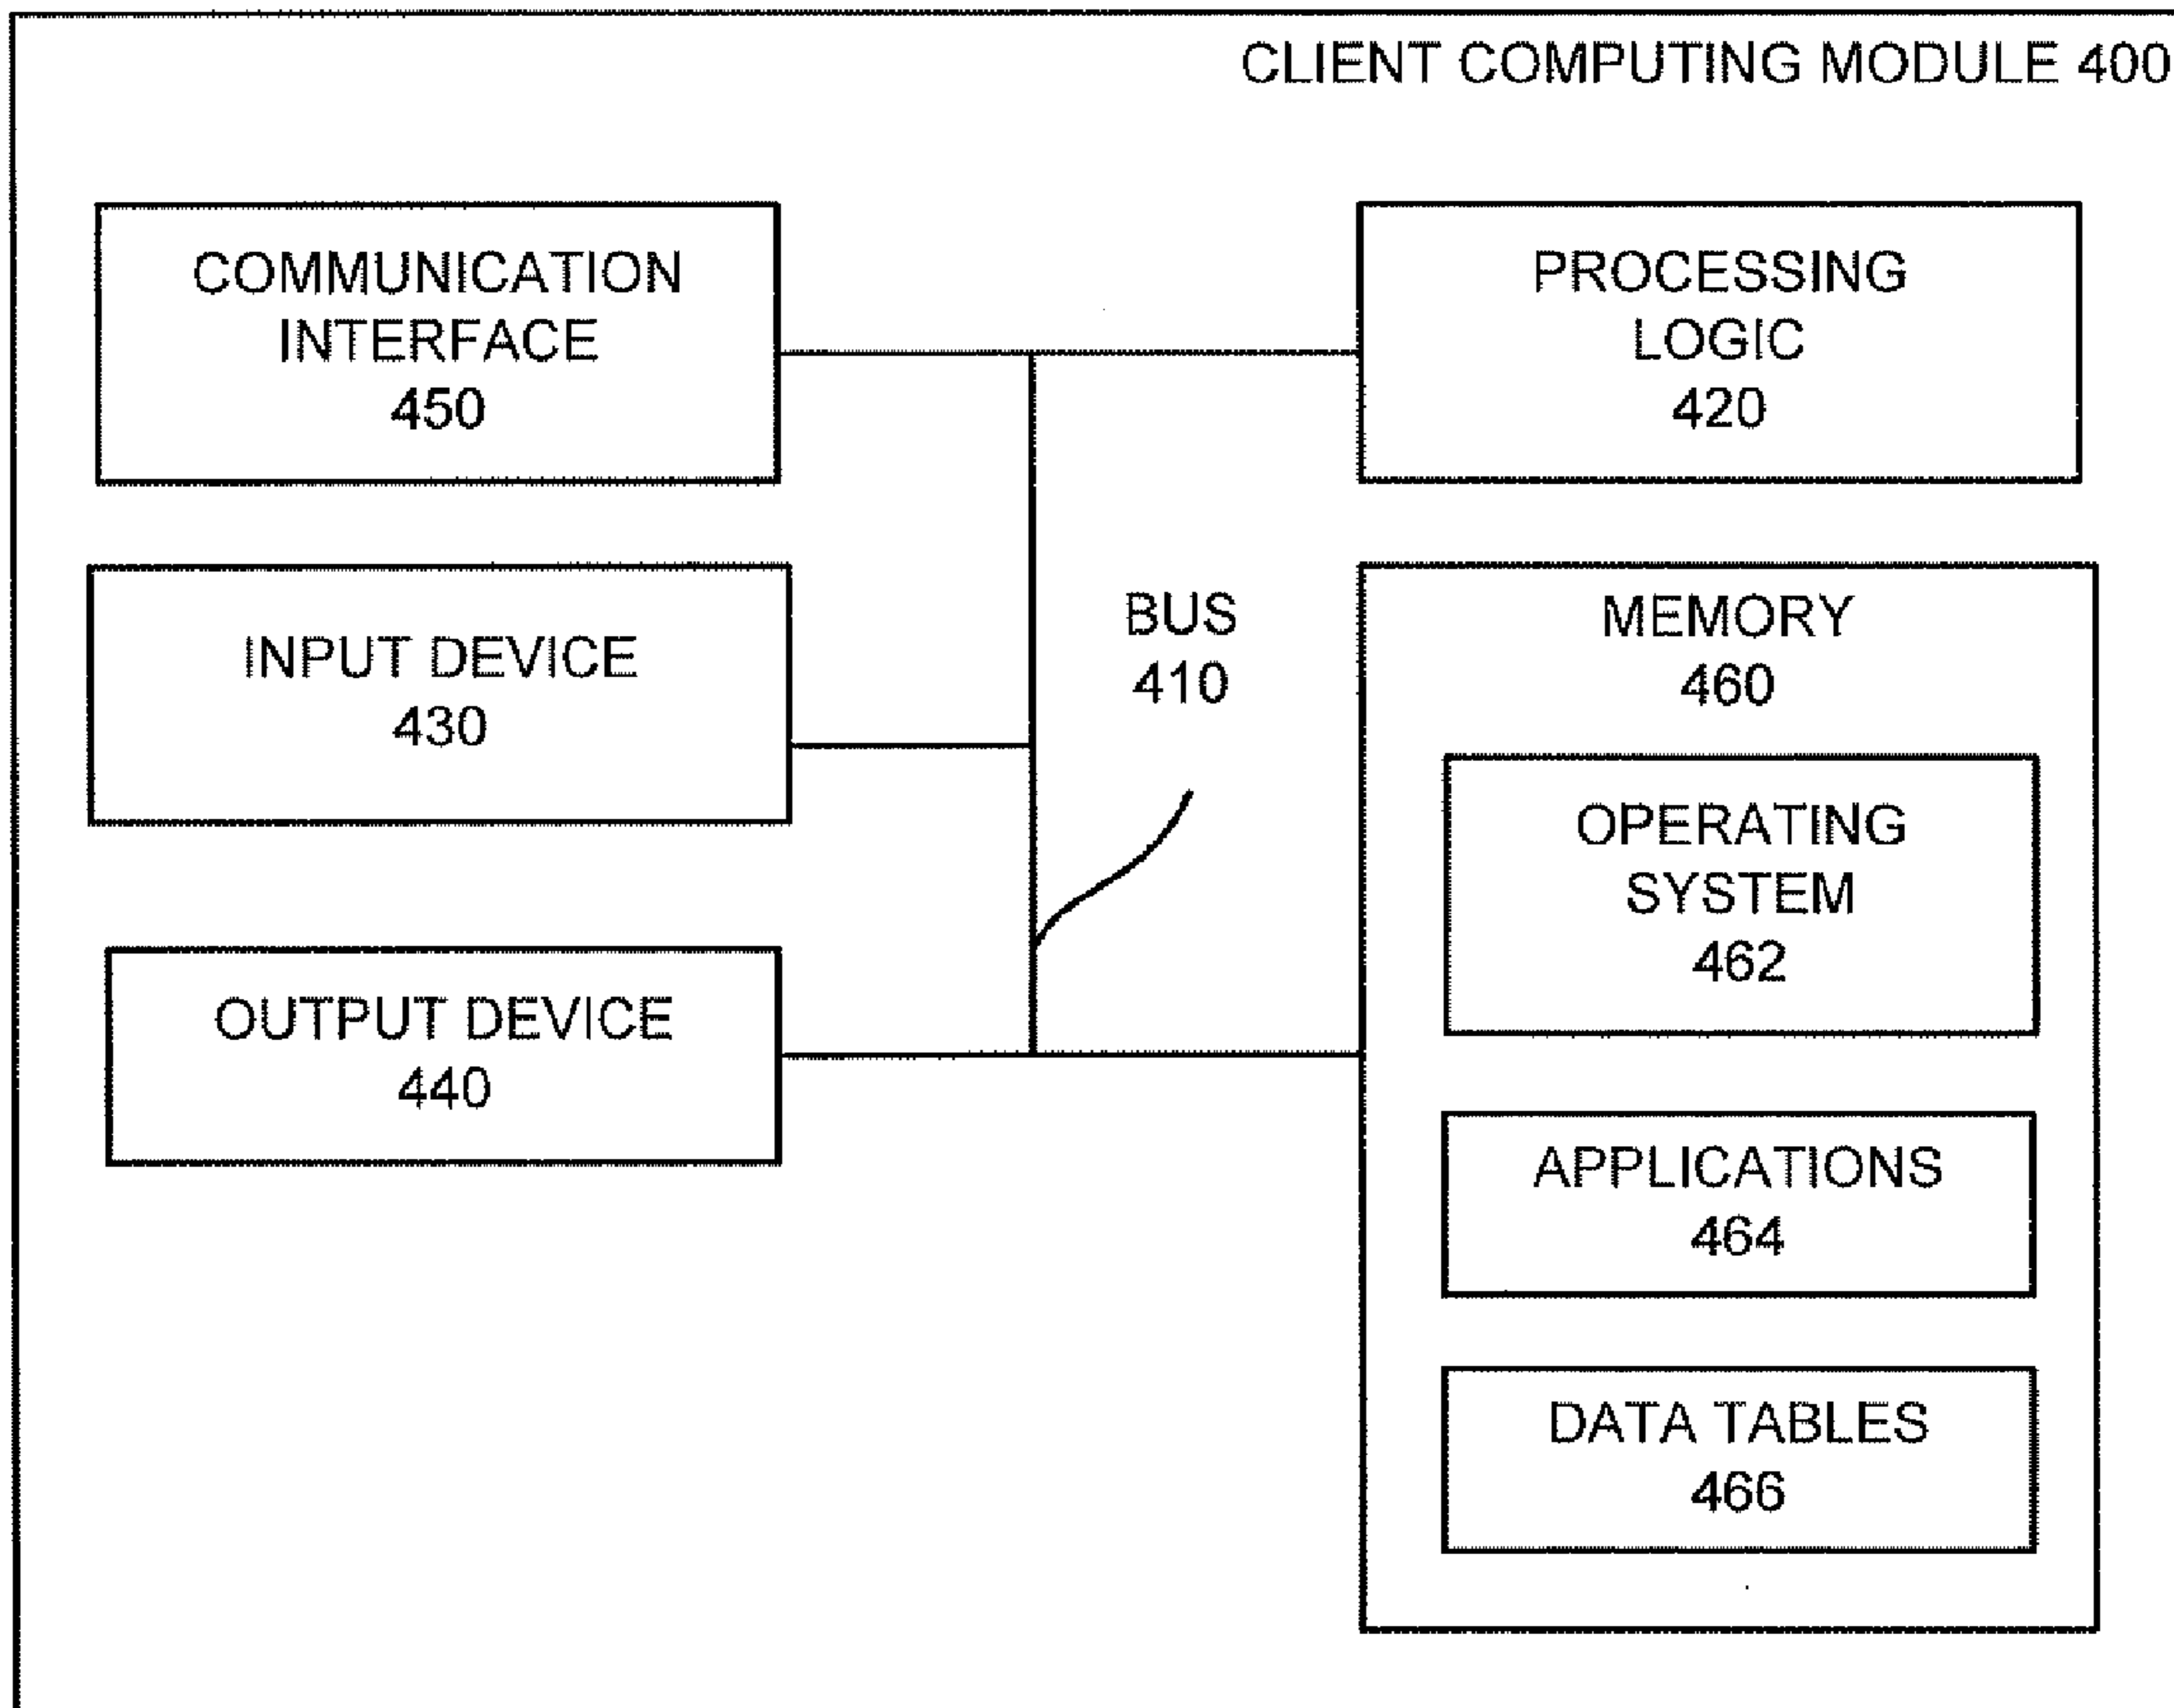 CLIENT COMPUTING MODULE 400
COMMUNICATION
INTERFACE
450
PROCESSING
LOGIC
420
INPUT DEVICE
430
BUS
410
MEMORY
460
OPERATING
SYSTEM
462
OUTPUT DEVICE
440
APPLICATIONS
464
DATA TABLES
466